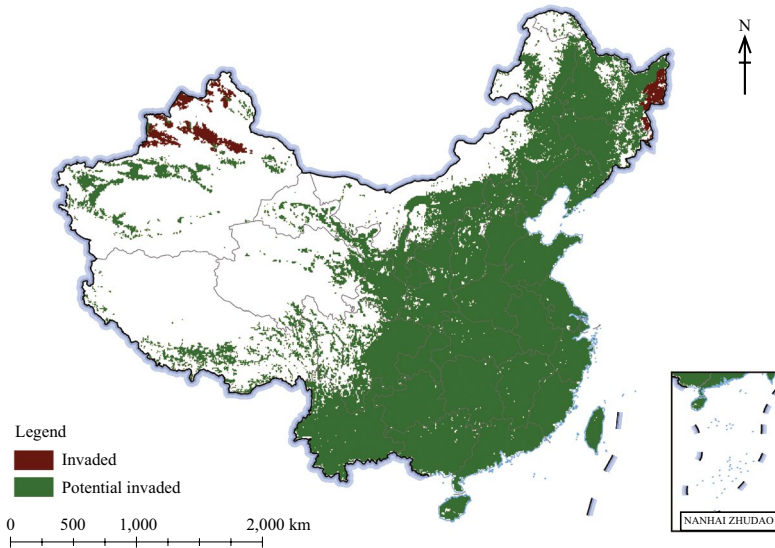 N
Legend
Invaded
Potential invaded
0 500 1,000 2,000 km
NANHAI ZHUDAO